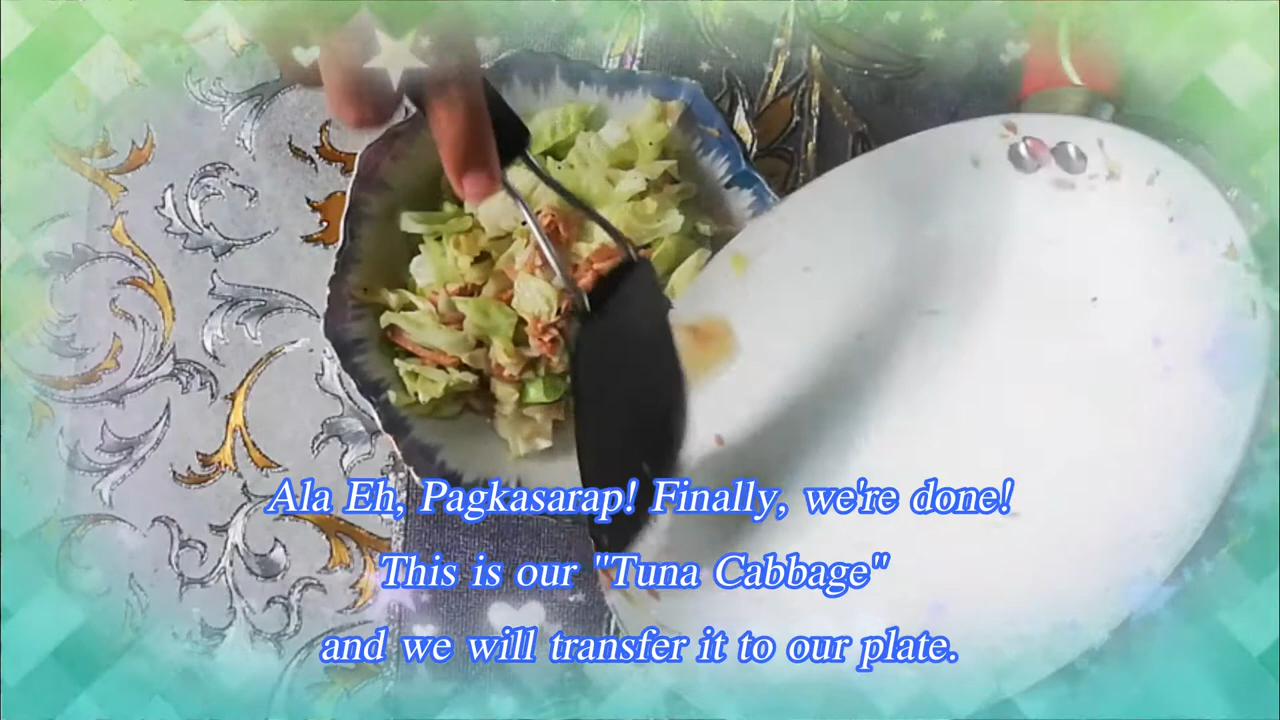 Ala Eh, Pagkasarap! Finally, we're done!
This is our "Tuna Cabbage"
and we will transfer it to our plate.